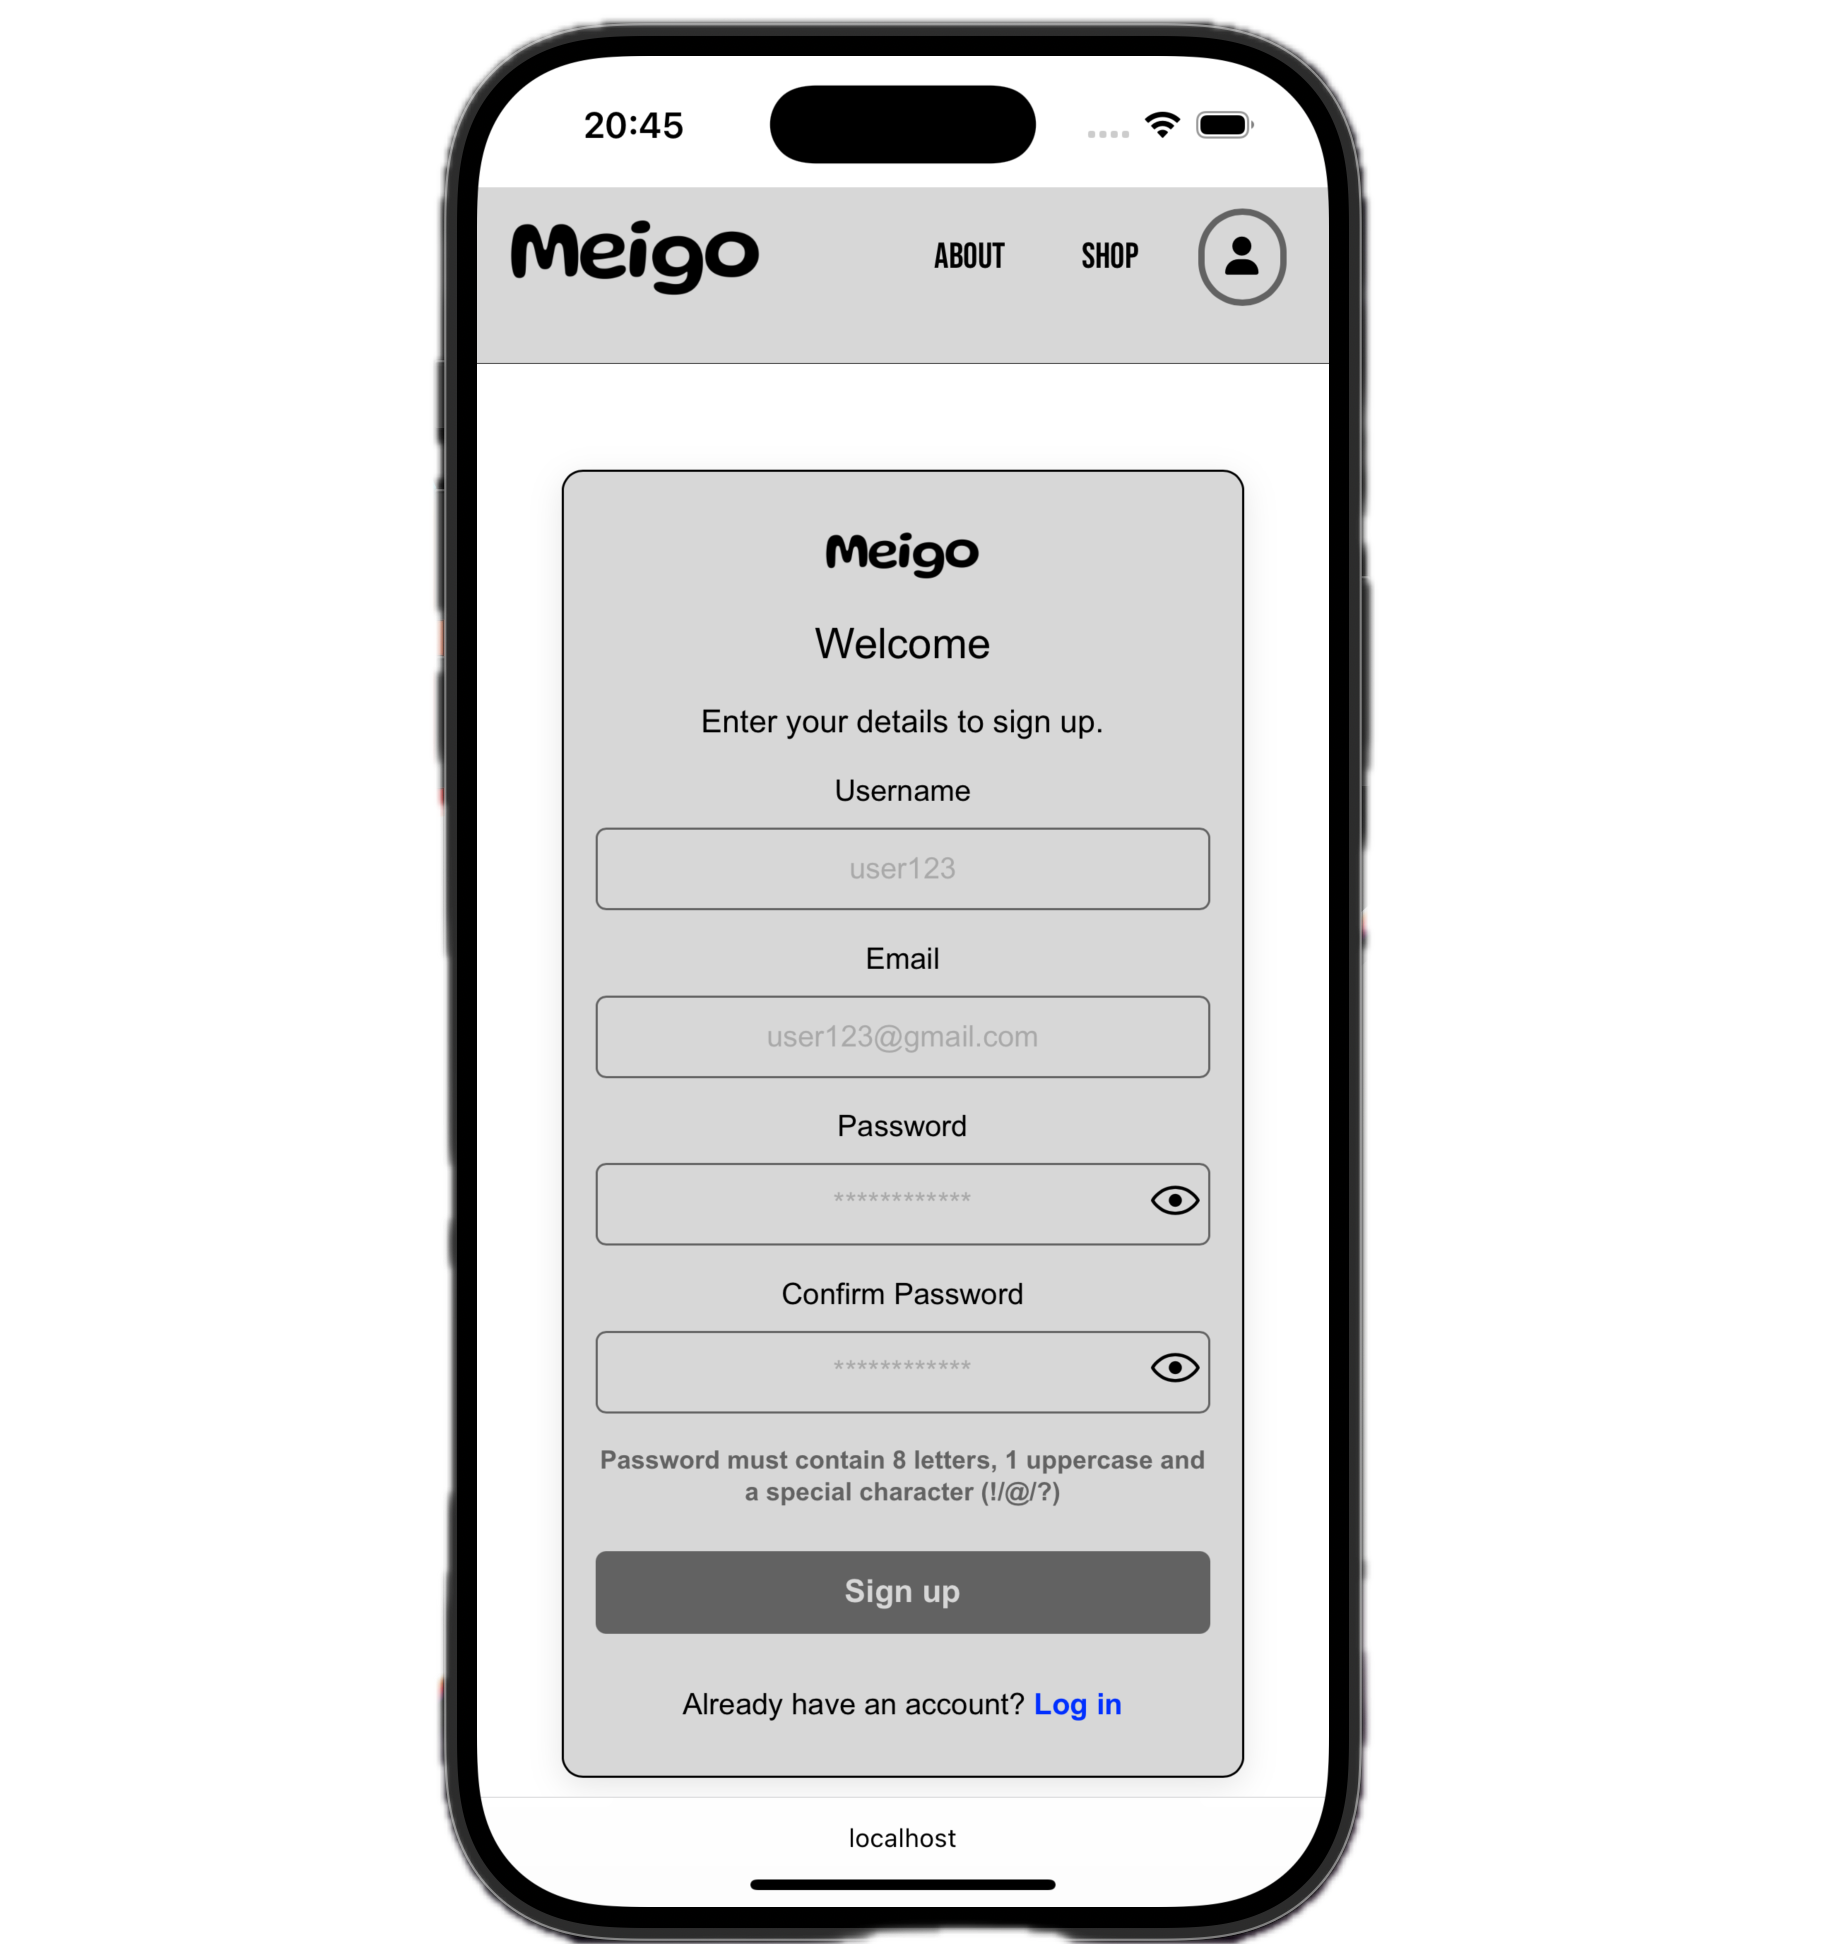 20:45
Meigo
ABOUT
SHOP
Meigo
Welcome
Enter your details to sign up.
Username
user123
Email
user123@gmail.com
Password
************
Confirm Password
************
Password must contain 8 letters, 1 uppercase and
a special character (!/@/?)
Sign up
Already have an account? Log in
localhost